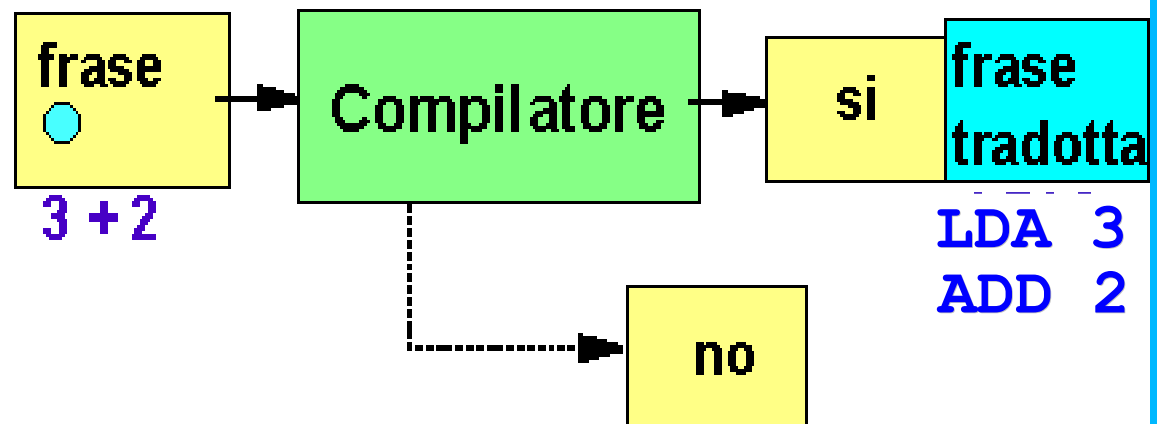 frase
3 + 2
Compilatore
si
frase
tradotta
LDA 3
ADD 2
no